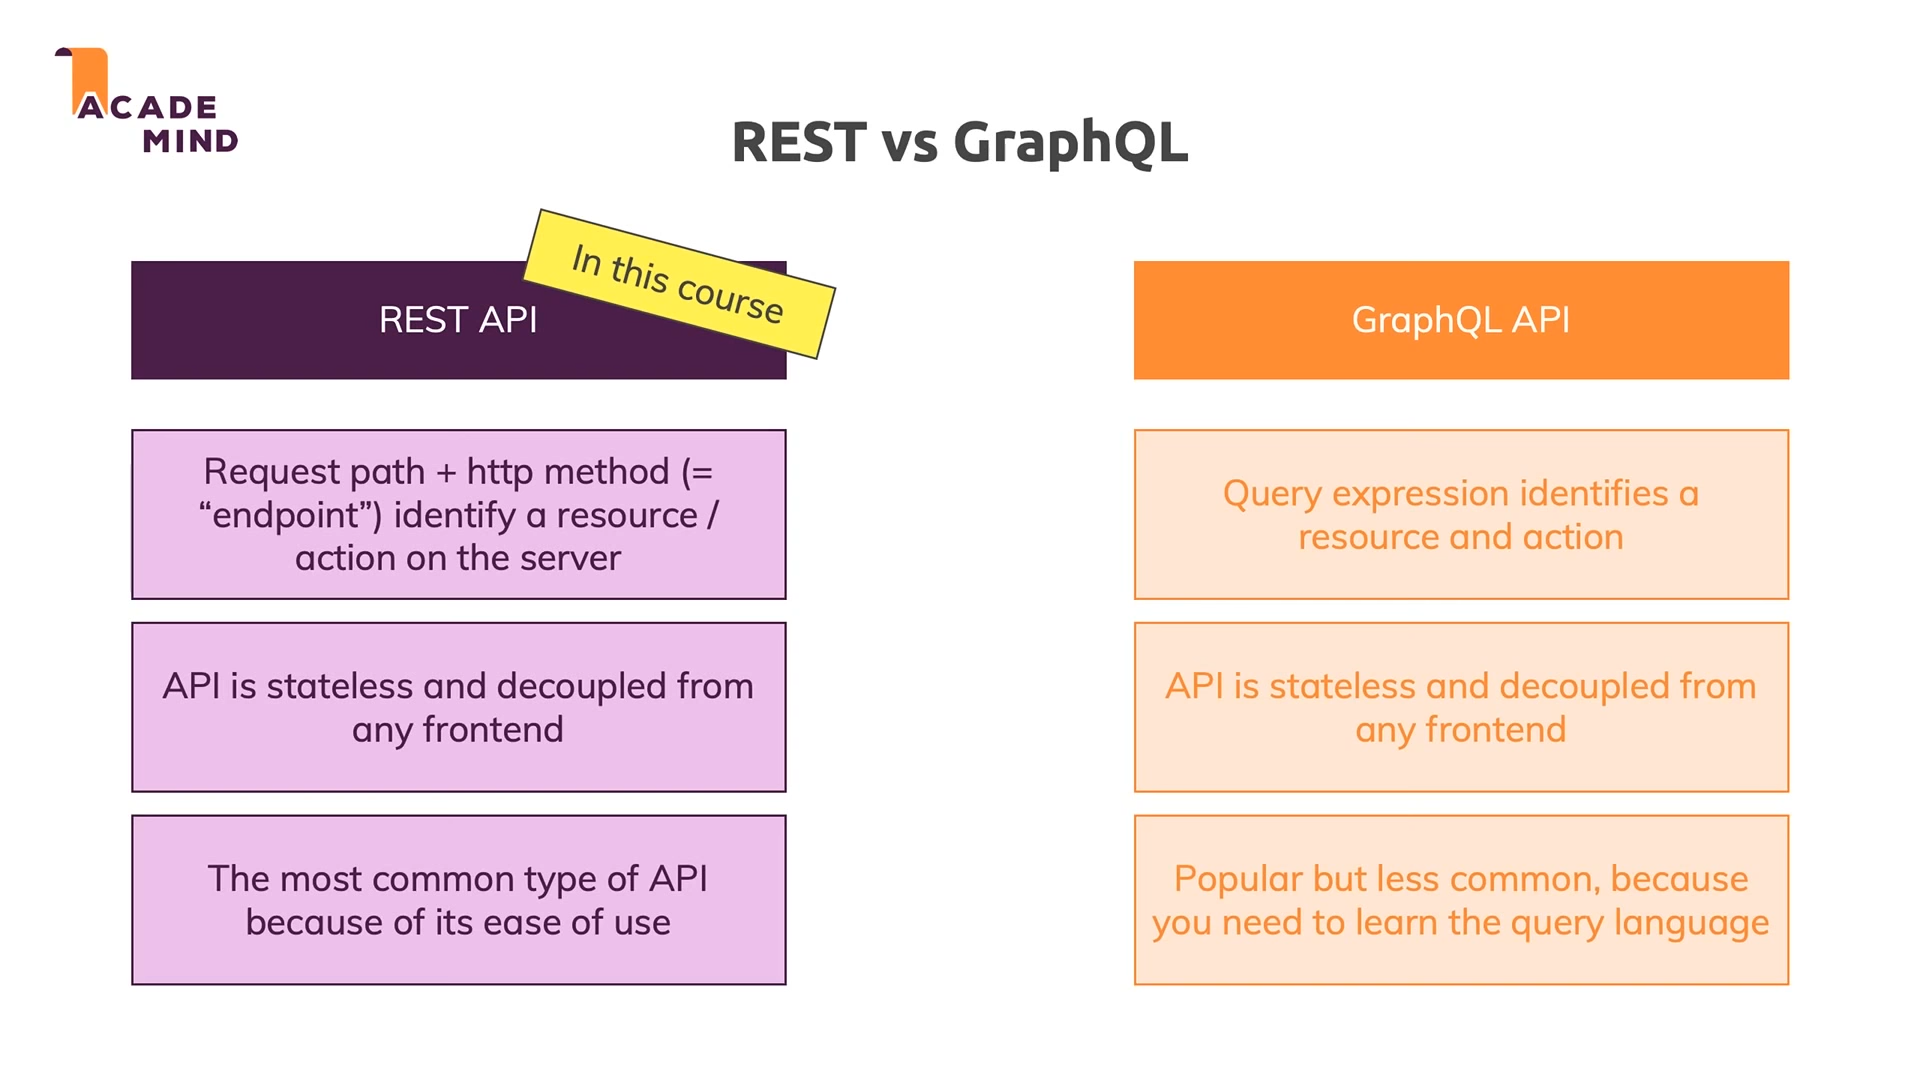 ACADE
MIND
REST vs GraphQL
In this course
REST API
Request path + http method (=
“endpoint”) identify a resource /
action on the server
API is stateless and decoupled from
any frontend
The most common type of API
because of its ease of use
GraphQL API
Query expression identifies a
resource and action
API is stateless and decoupled from
any frontend
Popular but less common, because
you need to learn the query language